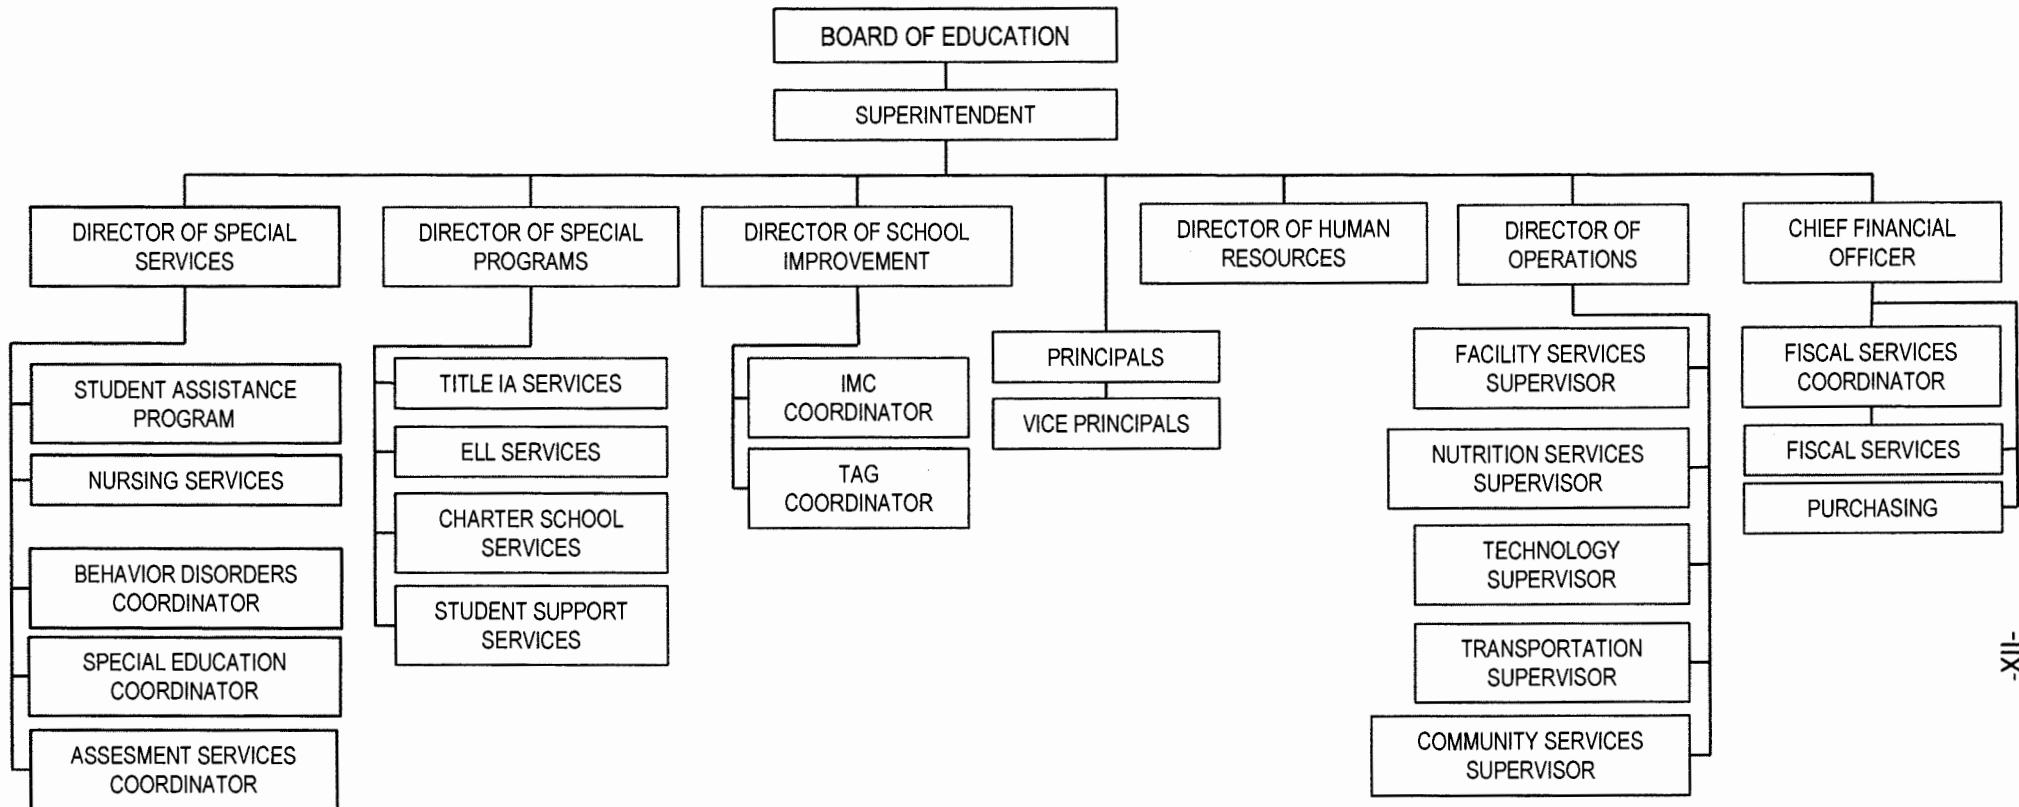 BOARD OF EDUCATION
SUPERINTENDENT
DIRECTOR OF SPECIAL
SERVICES
DIRECTOR OF SPECIAL
PROGRAMS
DIRECTOR OF SCHOOL
IMPROVEMENT
DIRECTOR OF HUMAN
RESOURCES
DIRECTOR OF
OPERATIONS
CHIEF FINANCIAL
OFFICER
STUDENT ASSISTANCE
PROGRAM
NURSING SERVICES
BEHAVIOR DISORDERS
COORDINATOR
SPECIAL EDUCATION
COORDINATOR
ASSESMENT SERVICES
COORDINATOR
TITLE IA SERVICES
ELL SERVICES
CHARTER SCHOOL
SERVICES
STUDENT SUPPORT
SERVICES
IMC
COORDINATOR
TAG
COORDINATOR
PRINCIPALS
VICE PRINCIPALS
FACILITY SERVICES
SUPERVISOR
NUTRITION SERVICES
SUPERVISOR
TECHNOLOGY
SUPERVISOR
TRANSPORTATION
SUPERVISOR
COMMUNITY SERVICES
SUPERVISOR
FISCAL SERVICES
COORDINATOR
FISCAL SERVICES
PURCHASING
-XII-